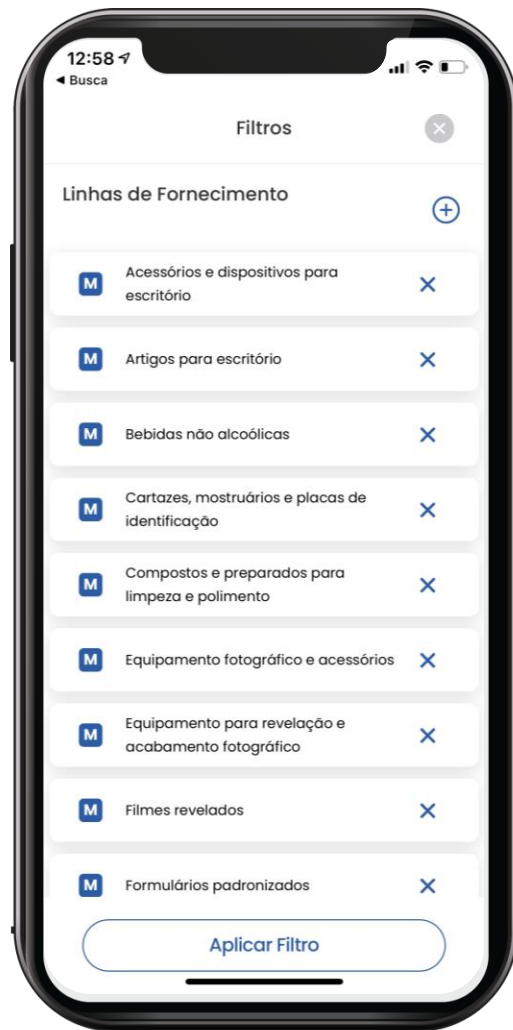 12:58
◀ Busca
Filtros
Linhas de Fornecimento
M Acessórios e dispositivos para
escritório
M Artigos para escritório
M Bebidas não alcoólicas
M Cartazes, mostruários e placas de
identificação
M Compostos e preparados para
limpeza e polimento
M Equipamento fotográfico e acessórios
M Equipamento para revelação e
acabamento fotográfico
M Filmes revelados
M Formulários padronizados
Aplicar Filtro